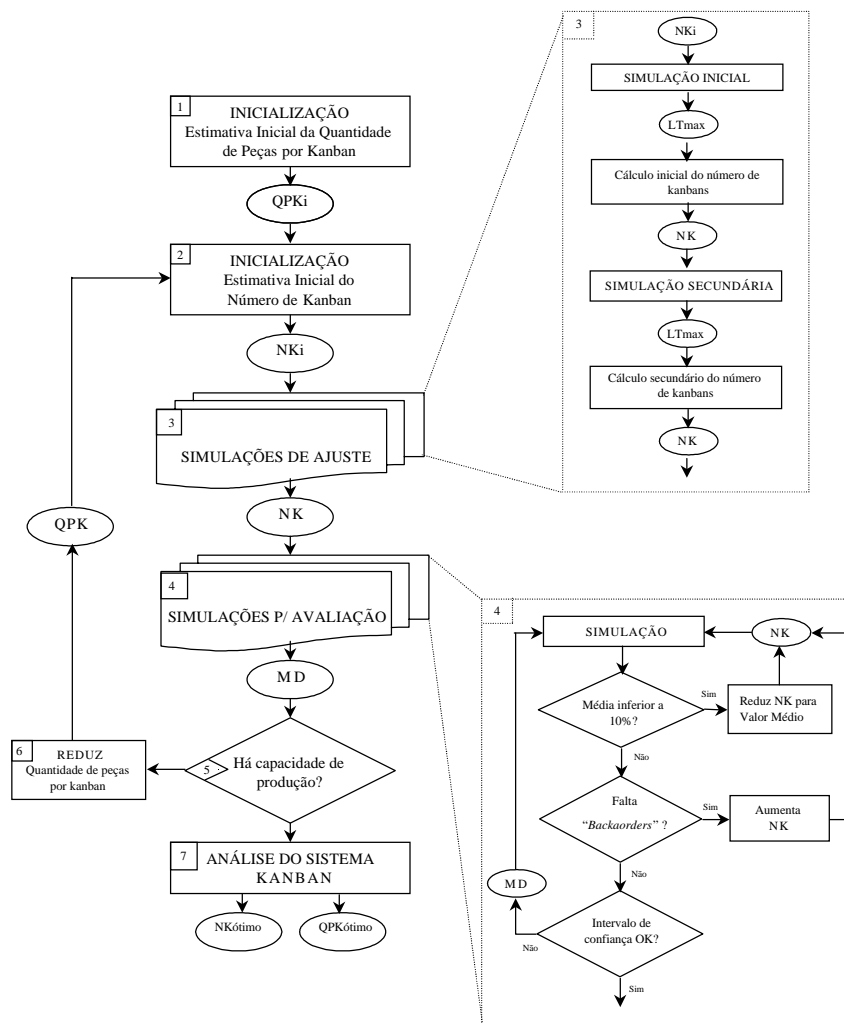 1
INICIALIZAÇÃO
Estimativa Inicial da Quantidade
de Peças por Kanban
QPKi
2
INICIALIZAÇÃO
Estimativa Inicial do
Número de Kanban
NKi
3
SIMULAÇÕES DE AJUSTE
NK
QPK
4
SIMULAÇÕES P/ AVALIAÇÃO
MD
5
Há capacidade de
produção?
6
REDUZ
Quantidade de peças
por kanban
7
ANÁLISE DO SISTEMA
KANBAN
NKótimo
QPKótimo
3
NKi
SIMULAÇÃO INICIAL
LTmax
Cálculo inicial do número de
kanbans
NK
SIMULAÇÃO SECUNDÁRIA
LTmax
Cálculo secundário do número
de kanbans
NK
4
SIMULAÇÃO
NK
Média inferior a
10%?
Sim
Reduz NK para
Valor Médio
Não
Falta
“Backaorders” ?
Sim
Aumenta
NK
Não
MD
Intervalo de
confiança OK?
Não
Sim